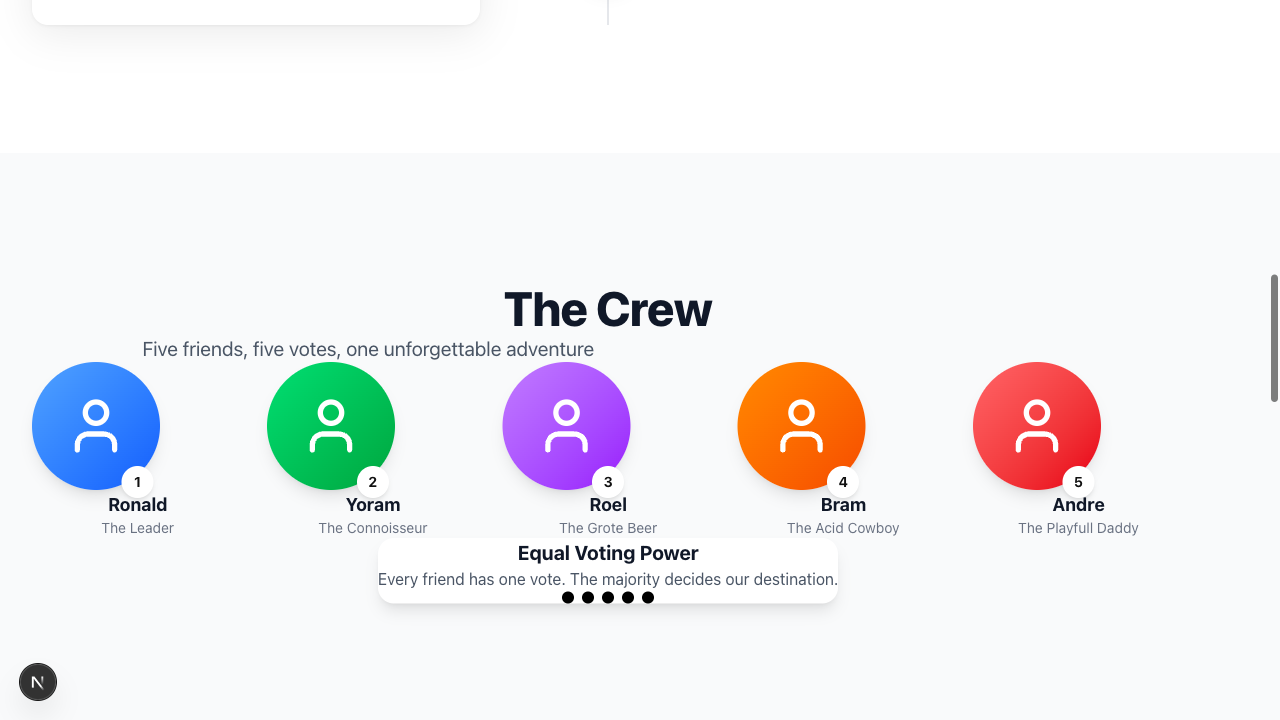 The Crew
Five friends, five votes, one unforgettable adventure
1
2
3
4
5
Ronald
Yoram
Roel
Bram
Andre
The Leader
The Connoisseur
The Grote Beer
The Acid Cowboy
The Playfull Daddy
Equal Voting Power
Every friend has one vote. The majority decides our destination.
N